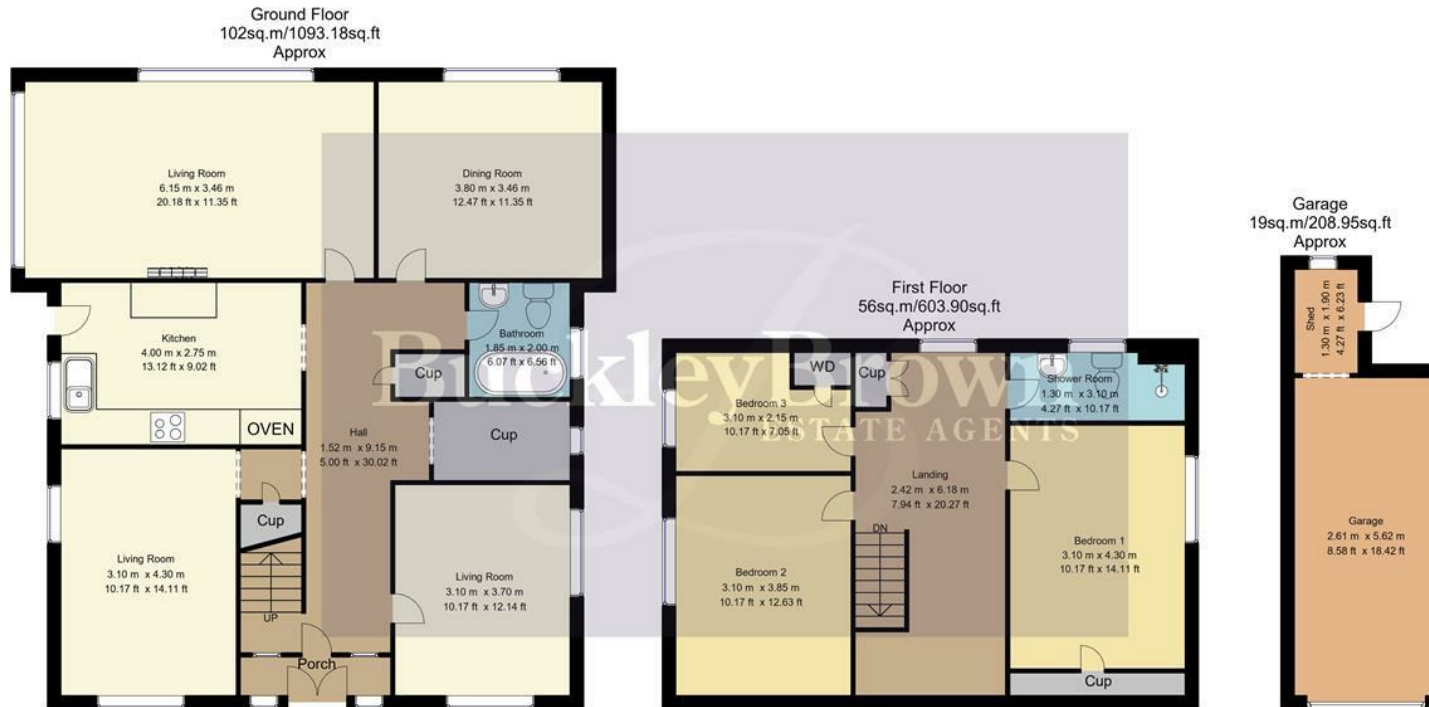 Ground Floor
102sq.m/1093.18sq.ft
Approx
Living Room
6.15 m x 3.46 m
20.18 ft x 11.35 ft
Dining Room
3.80 m x 3.46 m
12.47 ft x 11.35 ft
Kitchen
4.00 m x 2.75 m
13.12 ft x 9.02 ft
OVEN
Bathroom
1.85 m x 2.00 m
6.07 ft x 6.56 ft
Cup
Cup
Hall
1.52 m x 9.15 m
5.00 ft x 30.02 ft
Cup
Living Room
3.10 m x 4.30 m
10.17 ft x 14.11 ft
UP
Living Room
3.10 m x 3.70 m
10.17 ft x 12.14 ft
Porch
BuckleyBrown
ESTATE AGENTS
First Floor
56sq.m/603.90sq.ft
Approx
WD
Cup
Shower Room
1.30 m x 3.10 m
4.27 ft x 10.17 ft
Bedroom 3
3.10 m x 2.15 m
10.17 ft x 7.05 ft
Landing
2.42 m x 6.18 m
7.94 ft x 20.27 ft
DN
Bedroom 1
3.10 m x 4.30 m
10.17 ft x 14.11 ft
Bedroom 2
3.10 m x 3.85 m
10.17 ft x 12.63 ft
Cup
Garage
19sq.m/208.95sq.ft
Approx
Shed
1.30 m x 1.90 m
4.27 ft x 6.23 ft
Garage
2.61 m x 5.62 m
8.58 ft x 18.42 ft